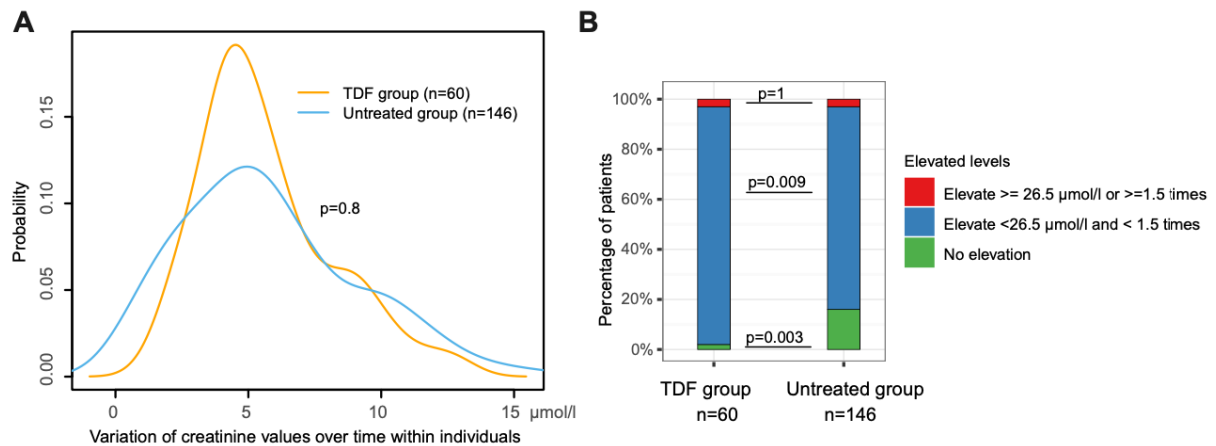 A
TDF group (n=60)
Untreated group (n=146)
p=0.8
Probability
0.15
0.10
0.05
0.00
0
5
10
15
µmol/l
Variation of creatinine values over time within individuals
B
Percentage of patients
100%
80%
60%
40%
20%
0%
p=1
p=0.009
p=0.003
TDF group
n=60
Untreated group
n=146
Elevated levels
Elevate >= 26.5 µmol/l or >=1.5 times
Elevate <26.5 µmol/l and < 1.5 times
No elevation